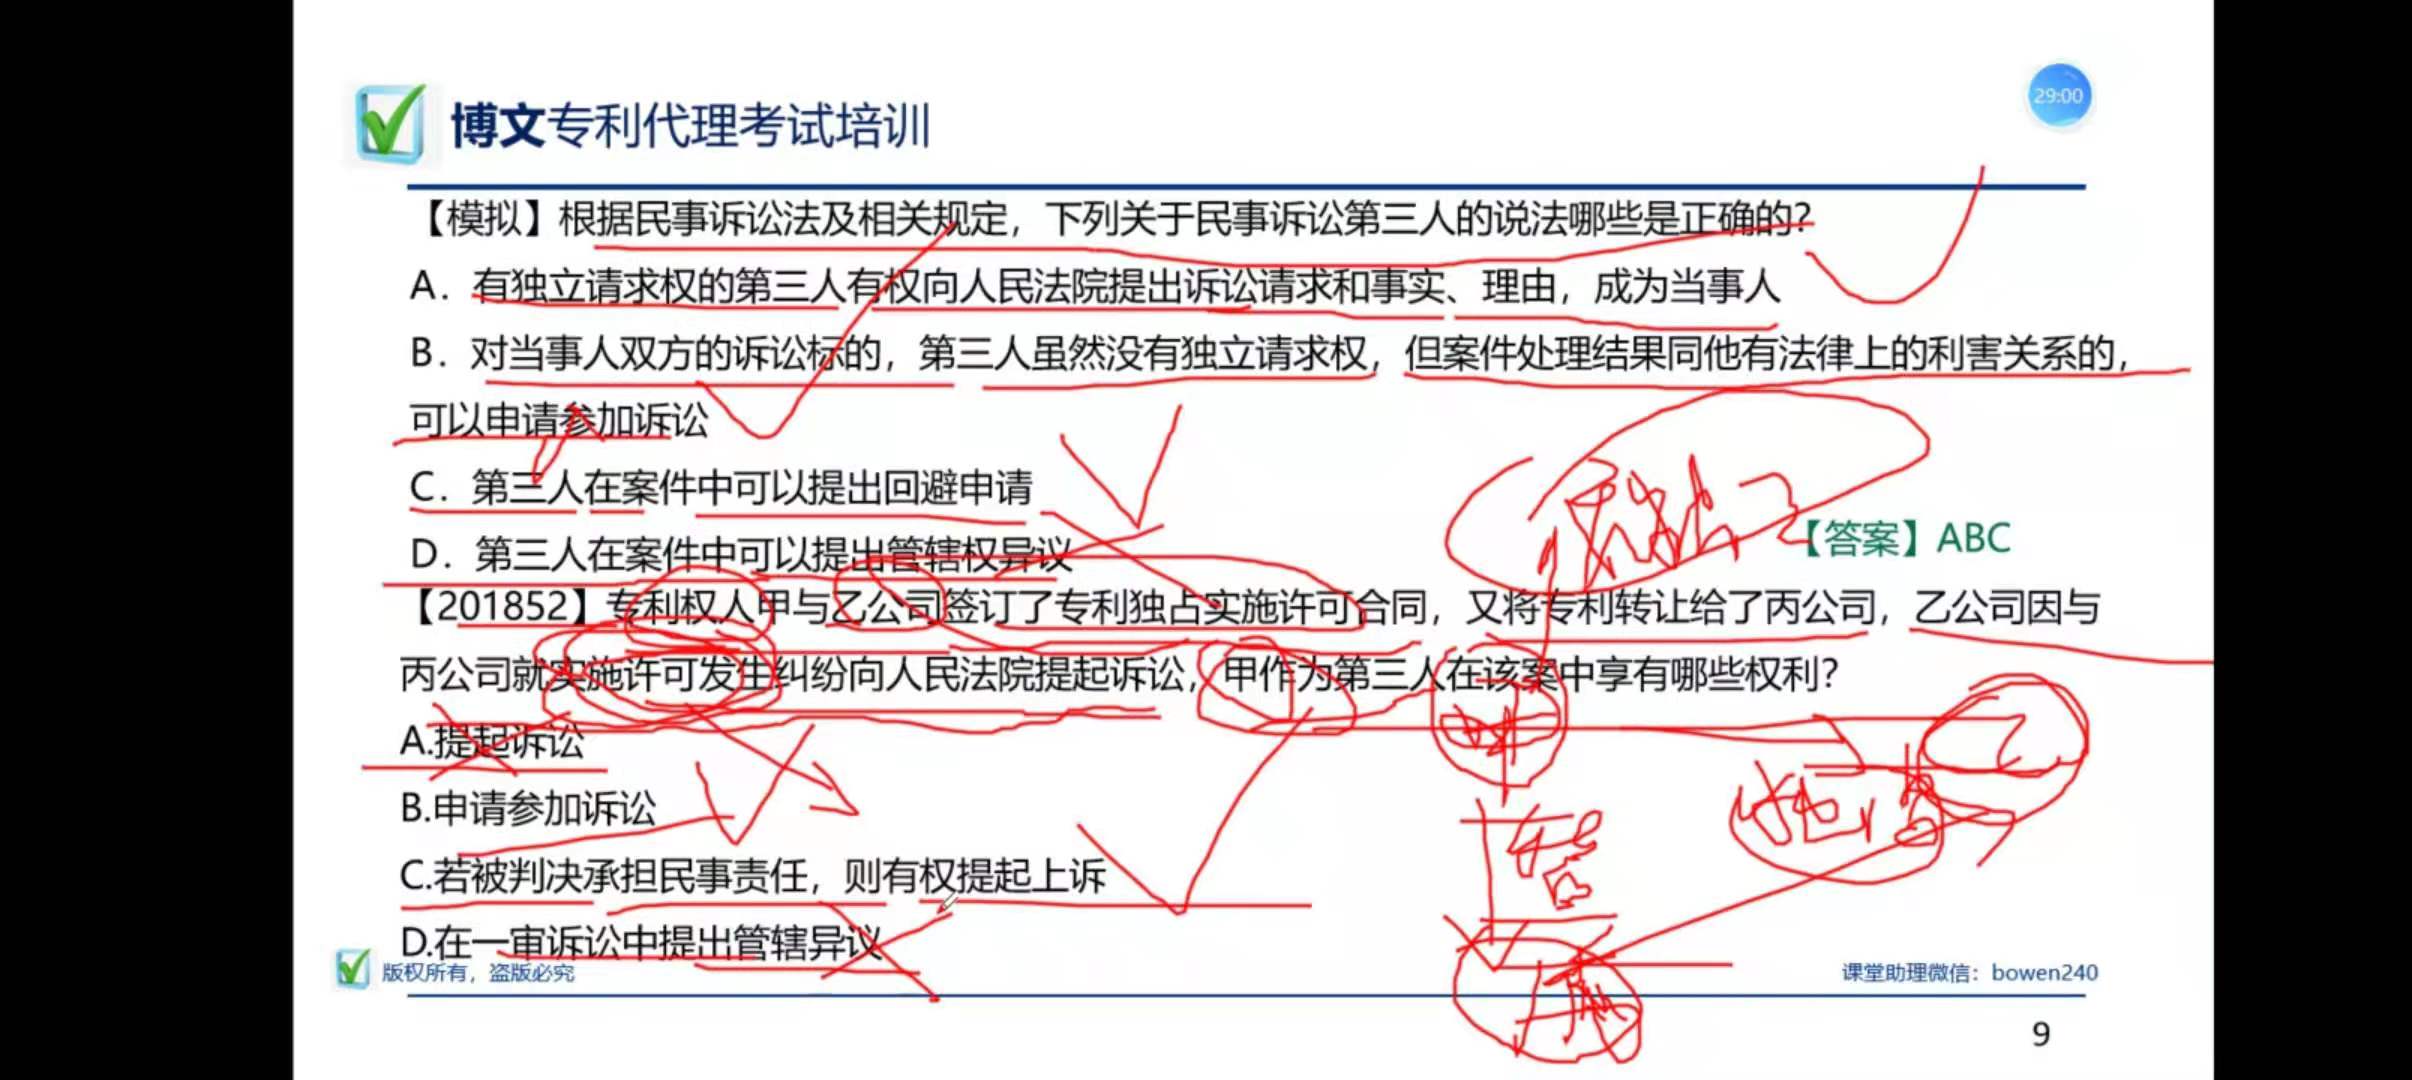 博文专利代理考试培训
29:00
【模拟】根据民事诉讼法及相关规定，下列关于民事诉讼第三人的说法哪些是正确的？
A．有独立请求权的第三人有权向人民法院提出诉讼请求和事实、理由，成为当事人
B．对当事人双方的诉讼标的，第三人虽然没有独立请求权，但案件处理结果同他有法律上的利害关系的，
可以申请参加诉讼
C．第三人在案件中可以提出回避申请
D．第三人在案件中可以提出管辖权异议
【答案】ABC
【201852】专利权人甲与乙公司签订了专利独占实施许可合同，又将专利转让给了丙公司，乙公司因与
丙公司就实施许可发生纠纷向人民法院提起诉讼，甲作为第三人在该案中享有哪些权利？
A.提起诉讼
B.申请参加诉讼
C.若被判决承担民事责任，则有权提起上诉
D.在一审诉讼中提出管辖异议
甲
乙
版权所有，盗版必究
课堂助理微信：bowen240
9